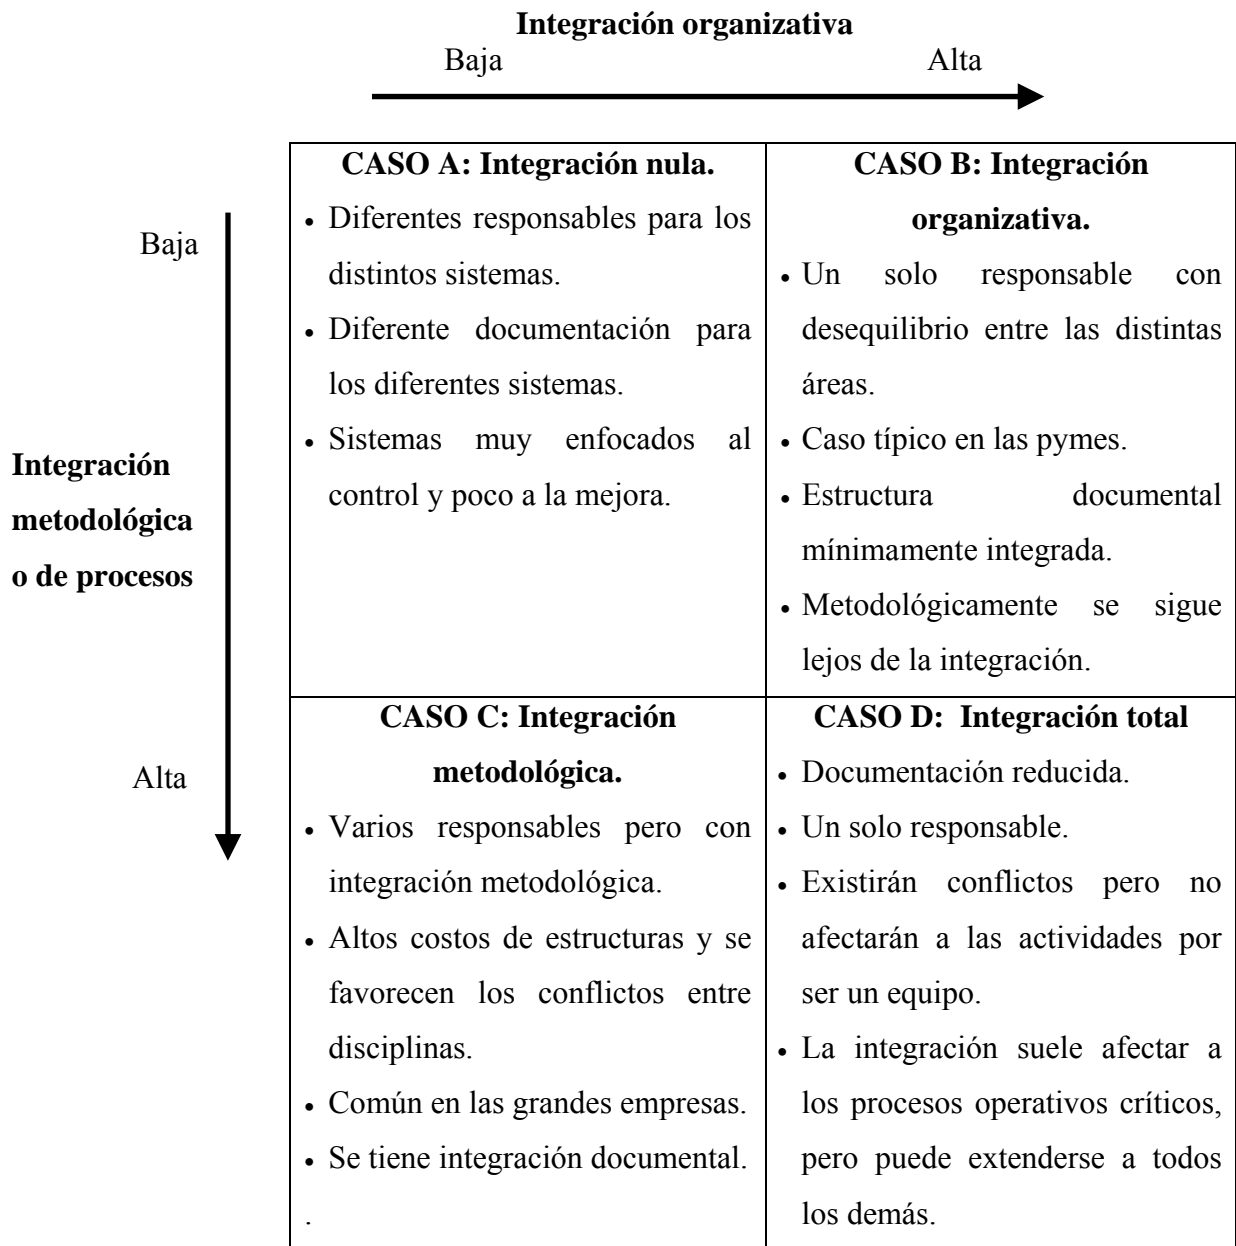 Integración organizativa
Baja
Alta
CASO A: Integración nula.
• Diferentes responsables para los
distintos sistemas.
• Diferente documentación para
los diferentes sistemas.
• Sistemas muy enfocados al
control y poco a la mejora.
CASO B: Integración
organizativa.
• Un solo responsable con
desequilibrio entre las distintas
áreas.
• Caso típico en las pymes.
• Estructura documental
mínimamente integrada.
• Metodológicamente se sigue
lejos de la integración.
Baja
Integración
metodológica
o de procesos
Alta
CASO C: Integración
metodológica.
• Varios responsables pero con
integración metodológica.
• Altos costos de estructuras y se
favorecen los conflictos entre
disciplinas.
• Común en las grandes empresas.
• Se tiene integración documental.
.
CASO D: Integración total
• Documentación reducida.
• Un solo responsable.
• Existirán conflictos pero no
afectarán a las actividades por
ser un equipo.
• La integración suele afectar a
los procesos operativos críticos,
pero puede extenderse a todos
los demás.